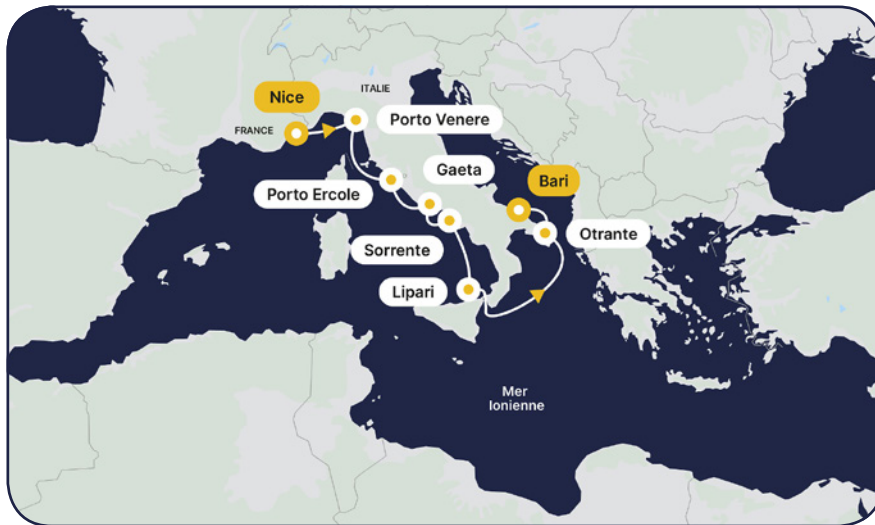 ITALIE
Nice
Porto Venere
FRANCE
Gaeta
Bari
Porto Ercole
Otrante
Sorrente
Lipari
Mer
Ionienne